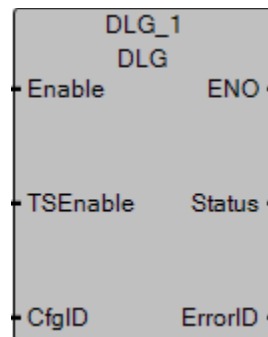 DLG_1
DLG
Enable ENO
TSEnable Status
CfgID ErrorID